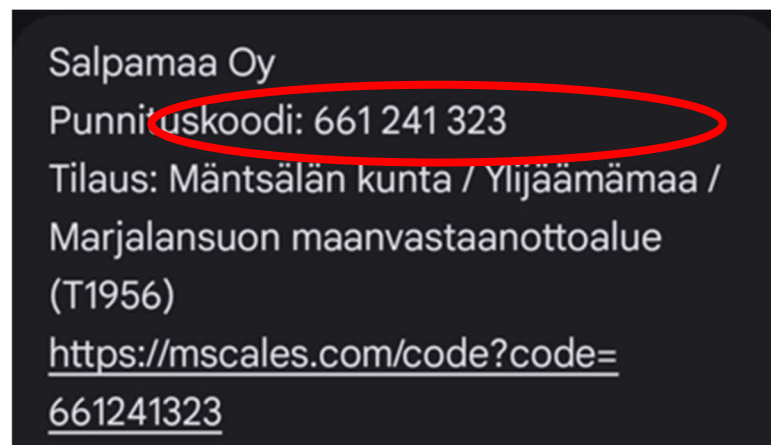 Salpamaa Oy
Punnituskoodi: 661 241 323
Tilaus: Mäntsälän kunta / Ylijäämämaa /
Marjalansuon maanvastaanottoalue
(T1956)
https://mscales.com/code?code=
661241323